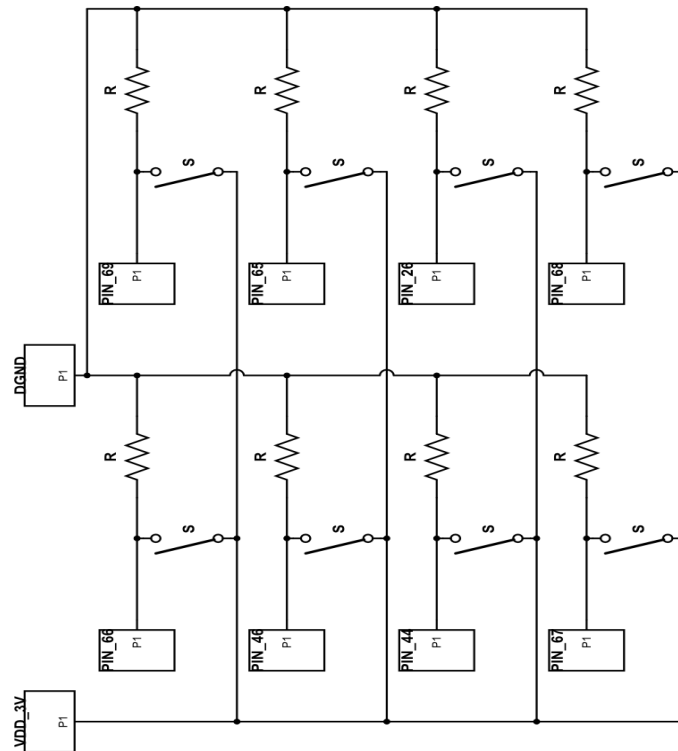 R
R
R
R
S
S
S
S
PIN_69
P1
PIN_65
P1
PIN_26
P1
PIN_68
P1
DGND
P1
R
R
R
R
S
S
S
S
PIN_66
P1
PIN_46
P1
PIN_44
P1
PIN_67
P1
VDD_3V
P1